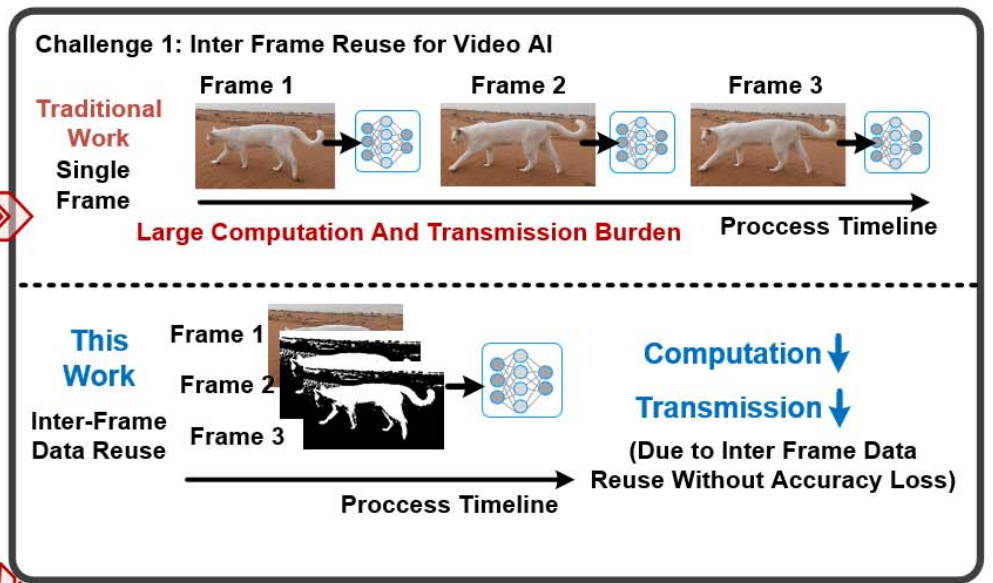 Challenge 1: Inter Frame Reuse for Video AI
Frame 1
Frame 2
Frame 3
Traditional
Work
Single
Frame
Large Computation And Transmission Burden
Proccess Timeline
This
Work
Inter-Frame
Data Reuse
Frame 1
Frame 2
Frame 3
Proccess Timeline
Computation
Transmission
(Due to Inter Frame Data
Reuse Without Accuracy Loss)